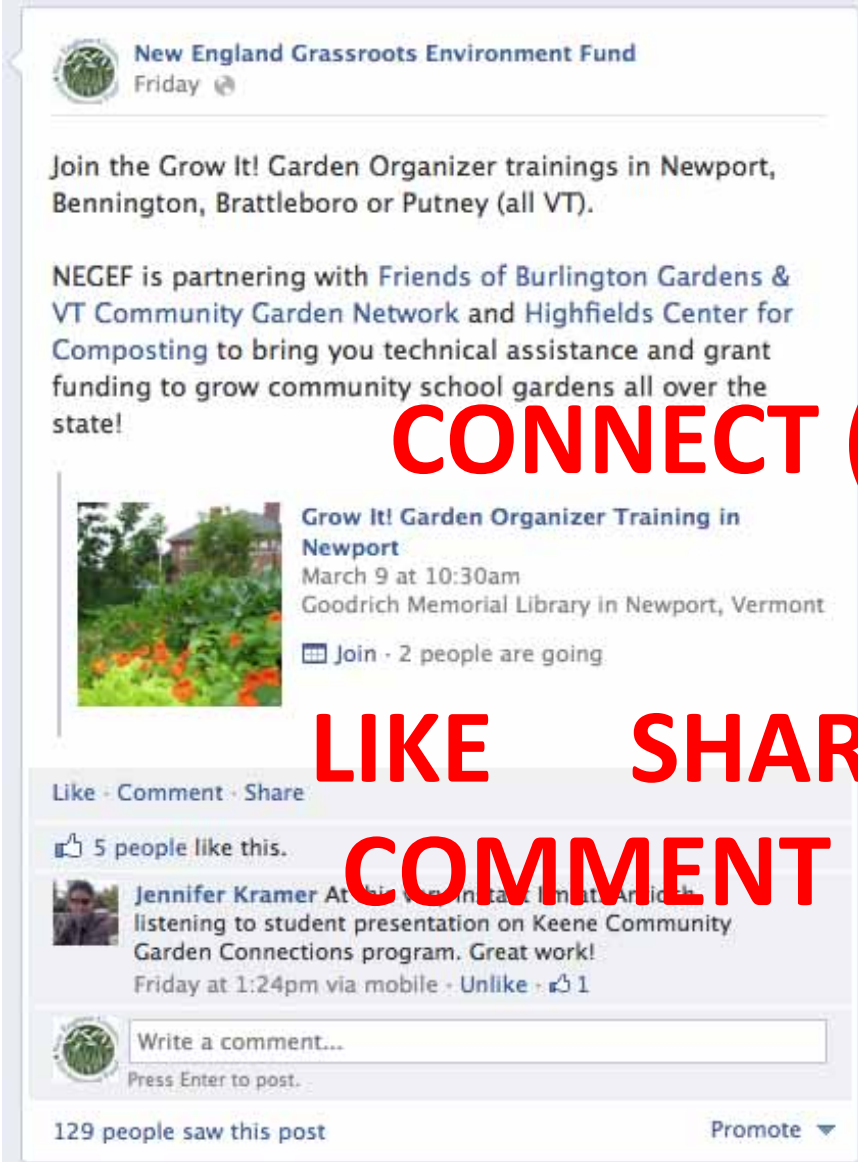 New England Grassroots Environment Fund
Friday
Join the Grow It! Garden Organizer trainings in Newport,
Bennington, Brattleboro or Putney (all VT).
NEGEF is partnering with Friends of Burlington Gardens &
VT Community Garden Network and Highfields Center for
Composting to bring you technical assistance and grant
funding to grow community school gardens all over the
state!
CONNECT (
Grow It! Garden Organizer Training in
Newport
March 9 at 10:30am
Goodrich Memorial Library in Newport, Vermont
Join · 2 people are going
LIKE SHAR
Like · Comment · Share
5 people like this.
COMMENT
Jennifer Kramer At this very instant I'm at Antioch
listening to student presentation on Keene Community
Garden Connections program. Great work!
Friday at 1:24pm via mobile · Unlike · 1
Write a comment...
Press Enter to post.
129 people saw this post
Promote